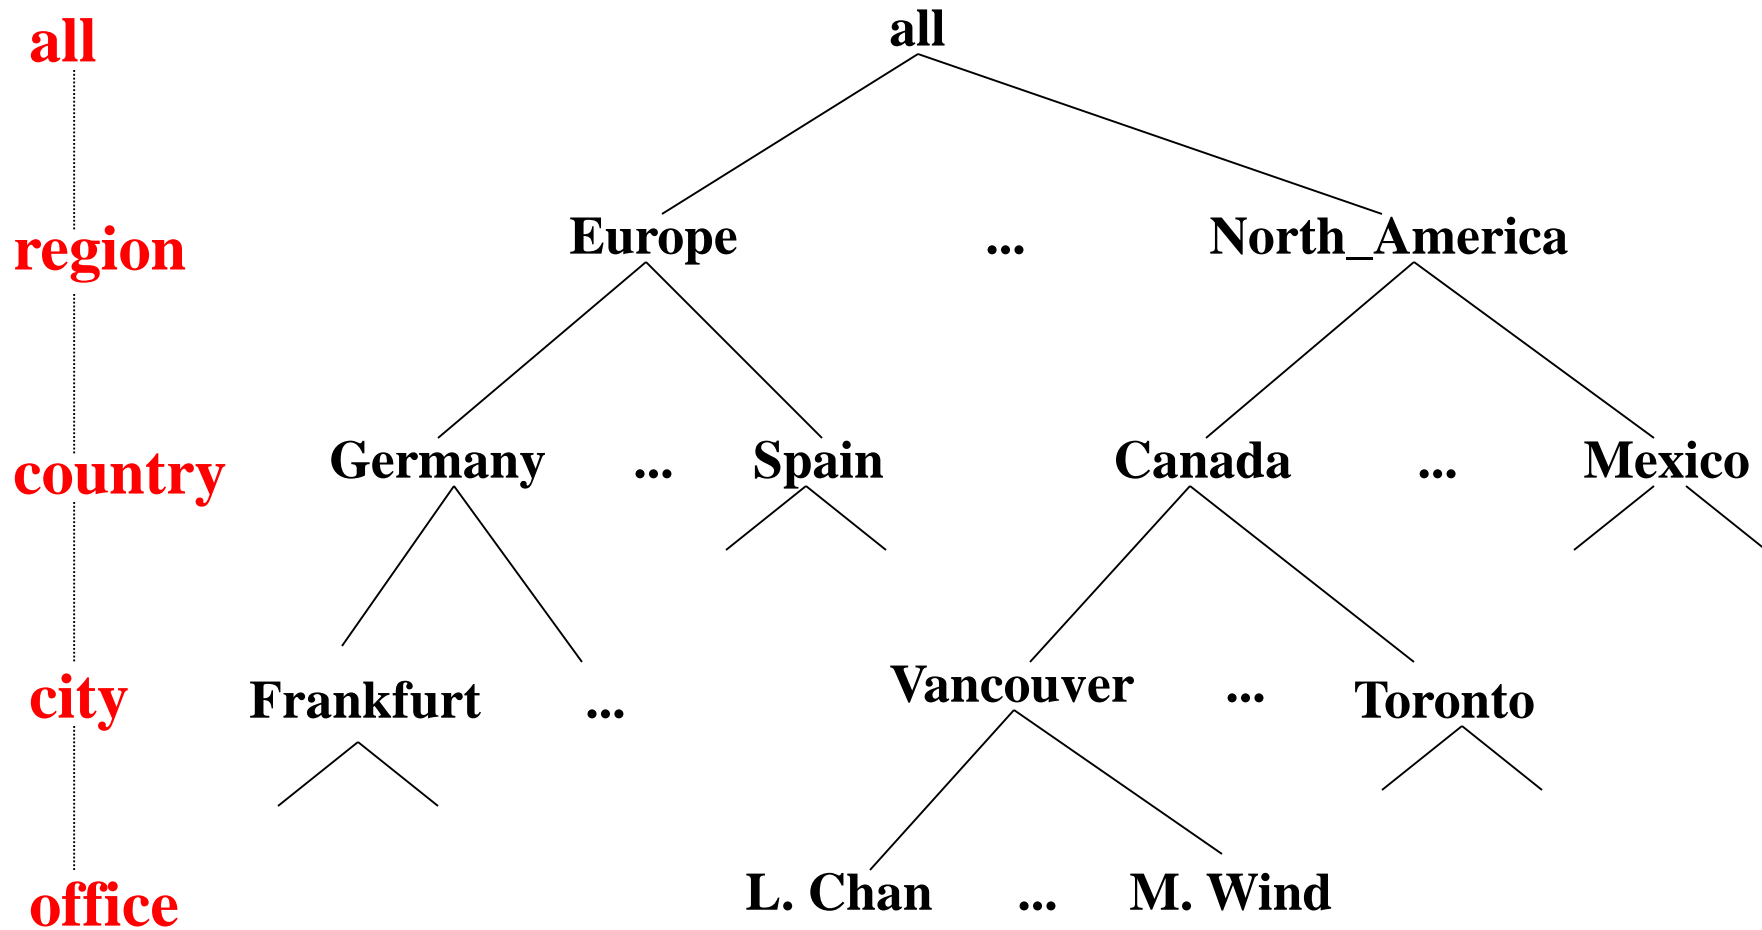 all all
region Europe ... North_America
country Germany ... Spain Canada ... Mexico
city Frankfurt ... Vancouver ... Toronto
office L. Chan ... M. Wind